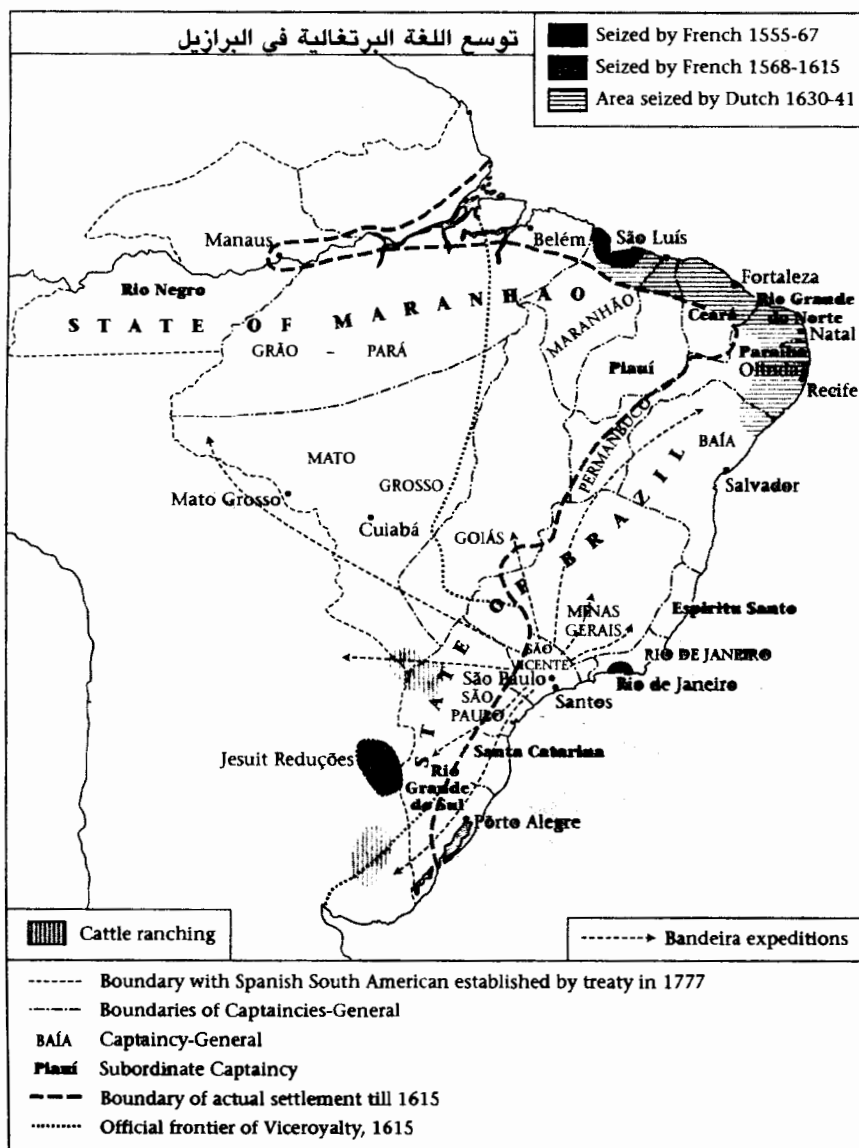 توسع اللغة البرتغالية في البرازيل
Seized by French 1555-67
Seized by French 1568-1615
Area seized by Dutch 1630-41
Manaus
Belém
São Luís
Fortaleza
Rio Negro
Rio Grande
do Norte
STATE OF MARANHAO
MARANHÃO
Ceará
Natal
GRÃO - PARÁ
Piauí
Paraíba
Olinda
Recife
PERMANBUCO
BAÍA
MATO
GROSSO
Salvador
Mato Grosso
Cuiabá
GOIÁS
STATE OF BRAZIL
MINAS
GERAIS
Espiritu Santo
SÃO
VICENTE
RIO DE JANEIRO
São Paulo
Rio de Janeiro
SÃO
PAULO
Santos
Santa Catarina
Jesuit Reduções
Rio
Grande
do Sul
Pôrto Alegre
Cattle ranching
Bandeira expeditions
Boundary with Spanish South American established by treaty in 1777
Boundaries of Captaincies-General
BAÍA Captaincy-General
Piauí Subordinate Captaincy
Boundary of actual settlement till 1615
Official frontier of Viceroyalty, 1615